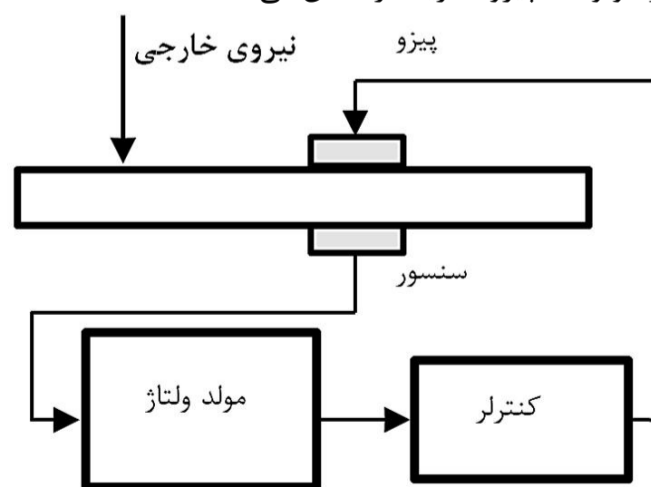 نیروی خارجی
پیزو
سنسور
مولد ولتاژ
کنترلر